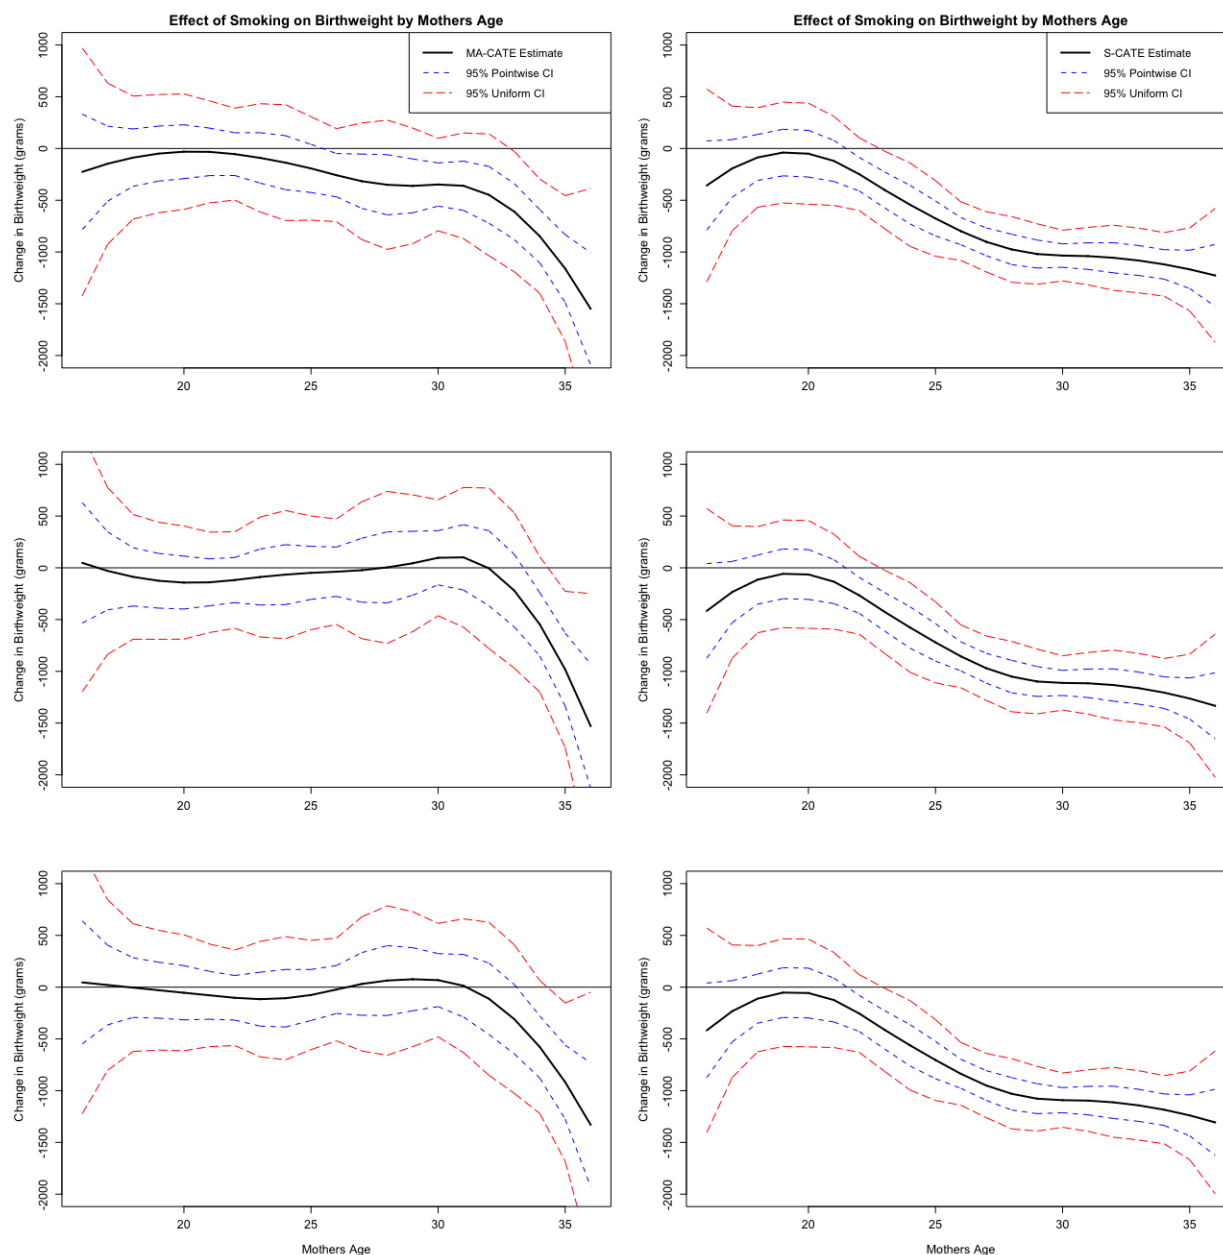 Effect of Smoking on Birthweight by Mothers Age
Change in Birthweight (grams)
1000
500
0
-500
-1000
-1500
-2000
20 25 30 35
MA-CATE Estimate
95% Pointwise CI
95% Uniform CI
Effect of Smoking on Birthweight by Mothers Age
Change in Birthweight (grams)
1000
500
0
-500
-1000
-1500
-2000
20 25 30 35
S-CATE Estimate
95% Pointwise CI
95% Uniform CI
Change in Birthweight (grams)
1000
500
0
-500
-1000
-1500
-2000
20 25 30 35
Change in Birthweight (grams)
1000
500
0
-500
-1000
-1500
-2000
20 25 30 35
Change in Birthweight (grams)
1000
500
0
-500
-1000
-1500
-2000
20 25 30 35
Mothers Age
Change in Birthweight (grams)
1000
500
0
-500
-1000
-1500
-2000
20 25 30 35
Mothers Age